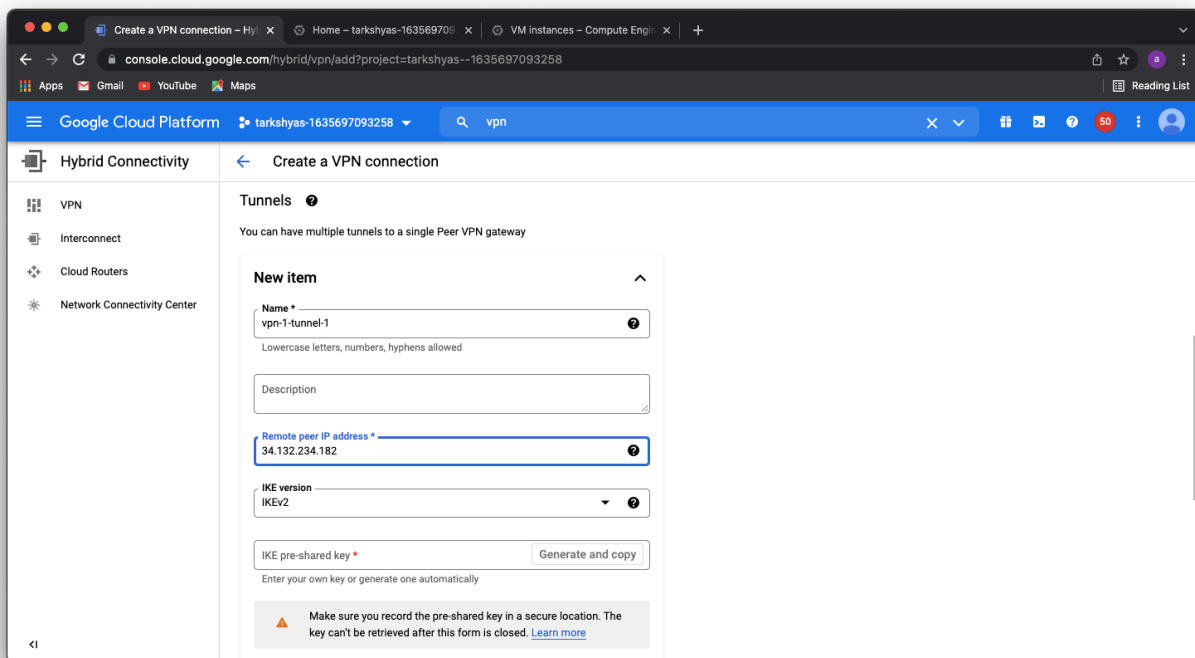 Create a VPN connection – Hyb
Home – tarkshyas-163569709
VM instances – Compute Engin
console.cloud.google.com/hybrid/vpn/add?project=tarkshyas--1635697093258
a
Apps
Gmail
YouTube
Maps
Reading List
Google Cloud Platform
tarkshyas-1635697093258
vpn
50
Hybrid Connectivity
Create a VPN connection
VPN
Interconnect
Cloud Routers
Network Connectivity Center
Tunnels
You can have multiple tunnels to a single Peer VPN gateway
New item
Name *
vpn-1-tunnel-1
Lowercase letters, numbers, hyphens allowed
Description
Remote peer IP address *
34.132.234.182
IKE version
IKEv2
IKE pre-shared key *
Generate and copy
Enter your own key or generate one automatically
Make sure you record the pre-shared key in a secure location. The
key can't be retrieved after this form is closed. Learn more